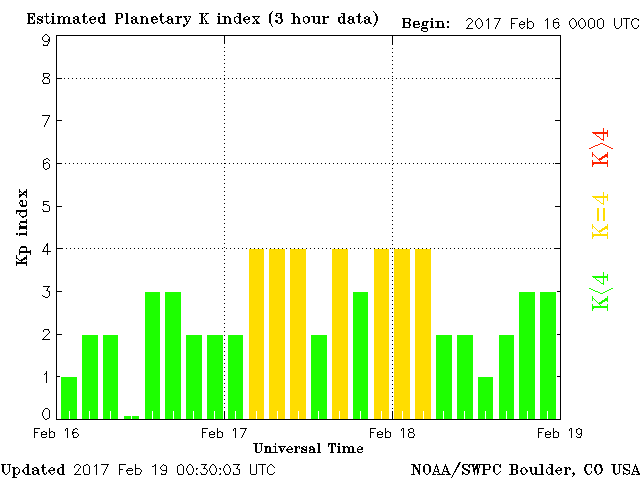 Estimated Planetary K index (3 hour data)
Begin: 2017 Feb 16 0000 UTC
9
8
7
6
5
4
3
2
1
0
Kp index
K>4
K=4
K<4
Feb 16
Feb 17
Feb 18
Feb 19
Universal Time
Updated 2017 Feb 19 00:30:03 UTC
NOAA/SWPC Boulder, CO USA